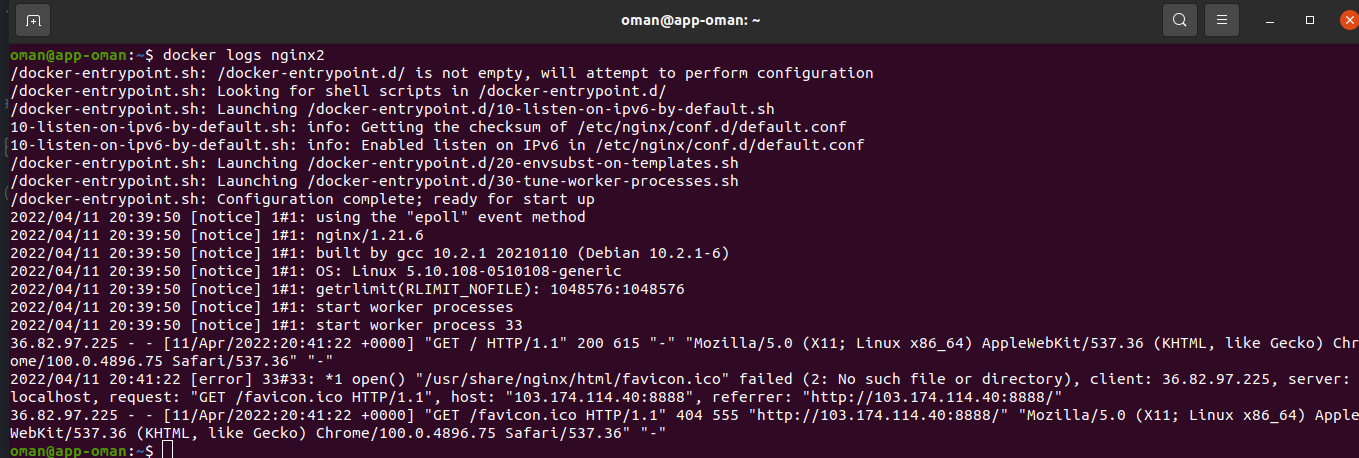 oman@app-oman: ~
oman@app-oman:~$ docker logs nginx2
/docker-entrypoint.sh: /docker-entrypoint.d/ is not empty, will attempt to perform configuration
/docker-entrypoint.sh: Looking for shell scripts in /docker-entrypoint.d/
/docker-entrypoint.sh: Launching /docker-entrypoint.d/10-listen-on-ipv6-by-default.sh
10-listen-on-ipv6-by-default.sh: info: Getting the checksum of /etc/nginx/conf.d/default.conf
10-listen-on-ipv6-by-default.sh: info: Enabled listen on IPv6 in /etc/nginx/conf.d/default.conf
/docker-entrypoint.sh: Launching /docker-entrypoint.d/20-envsubst-on-templates.sh
/docker-entrypoint.sh: Launching /docker-entrypoint.d/30-tune-worker-processes.sh
/docker-entrypoint.sh: Configuration complete; ready for start up
2022/04/11 20:39:50 [notice] 1#1: using the "epoll" event method
2022/04/11 20:39:50 [notice] 1#1: nginx/1.21.6
2022/04/11 20:39:50 [notice] 1#1: built by gcc 10.2.1 20210110 (Debian 10.2.1-6)
2022/04/11 20:39:50 [notice] 1#1: OS: Linux 5.10.108-0510108-generic
2022/04/11 20:39:50 [notice] 1#1: getrlimit(RLIMIT_NOFILE): 1048576:1048576
2022/04/11 20:39:50 [notice] 1#1: start worker processes
2022/04/11 20:39:50 [notice] 1#1: start worker process 33
36.82.97.225 - - [11/Apr/2022:20:41:22 +0000] "GET / HTTP/1.1" 200 615 "-" "Mozilla/5.0 (X11; Linux x86_64) AppleWebKit/537.36 (KHTML, like Gecko) Chr
ome/100.0.4896.75 Safari/537.36" "-"
2022/04/11 20:41:22 [error] 33#33: *1 open() "/usr/share/nginx/html/favicon.ico" failed (2: No such file or directory), client: 36.82.97.225, server:
localhost, request: "GET /favicon.ico HTTP/1.1", host: "103.174.114.40:8888", referrer: "http://103.174.114.40:8888/"
36.82.97.225 - - [11/Apr/2022:20:41:22 +0000] "GET /favicon.ico HTTP/1.1" 404 555 "http://103.174.114.40:8888/" "Mozilla/5.0 (X11; Linux x86_64) Apple
WebKit/537.36 (KHTML, like Gecko) Chrome/100.0.4896.75 Safari/537.36" "-"
oman@app-oman:~$